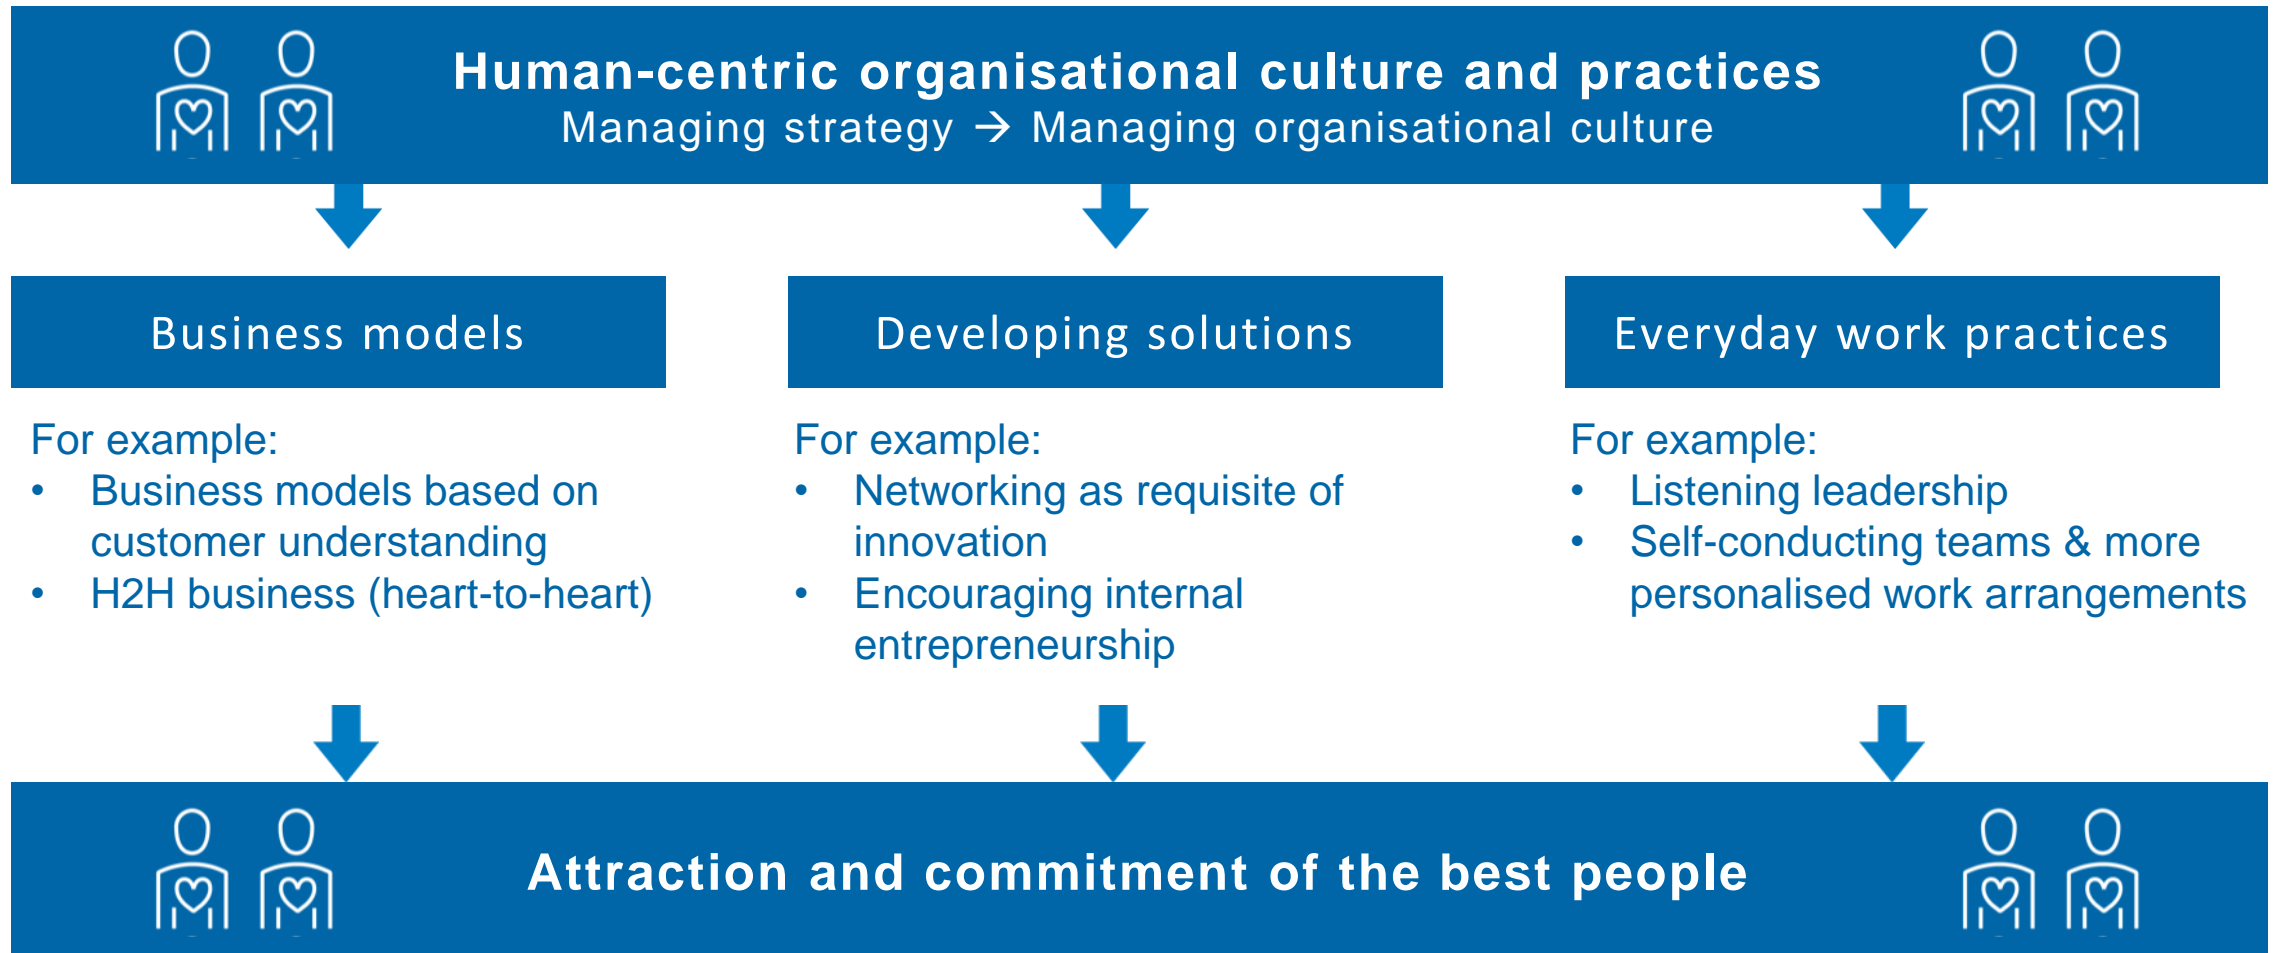 Human-centric organisational culture and practices
Managing strategy → Managing organisational culture
Business models
For example:
• Business models based on
customer understanding
• H2H business (heart-to-heart)
Developing solutions
For example:
• Networking as requisite of
innovation
• Encouraging internal
entrepreneurship
Everyday work practices
For example:
• Listening leadership
• Self-conducting teams & more
personalised work arrangements
Attraction and commitment of the best people